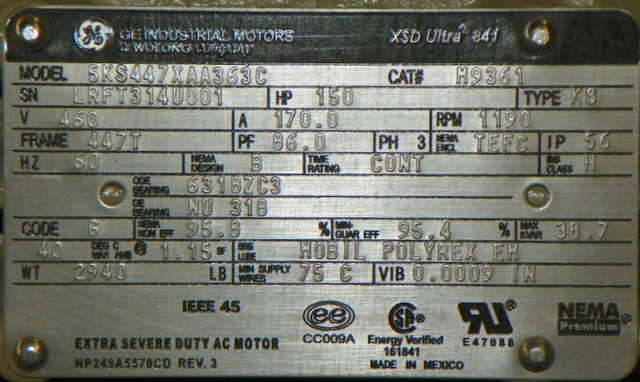 GE INDUSTRIAL MOTORS X$D Ultra 841
A WOLONG Company
MODEL 5KS447XAA363C CAT# M9361
SN LRFT314U001 HP 150 TYPE KS
V 460 A 170.0 RPM 1190
FRAME 447T PF 86.0 PH 3 NEMA ENCL TEFC IP 56
HZ 60 NEMA DESIGN B TIME RATING CONT INS CLASS H
ODE BEARING 6318ZC3
DE BEARING NU 318
CODE G NEMA NOM EFF 95.8 % MIN GUAR EFF 95.4 % MAX KVAR 38.7
40 DEG C MAX AMB @ 1.15 SF BRG LUBE MOBIL POLYREX EM
WT 2940 LB MIN SUPPLY WIRES 75 C VIB 0.0009 IN
IEEE 45
ee CC009A
SA Energy Verified 161841
UR E47088
NEMA Premium
EXTRA SEVERE DUTY AC MOTOR
NP249A5570CD REV. 3 MADE IN MEXICO